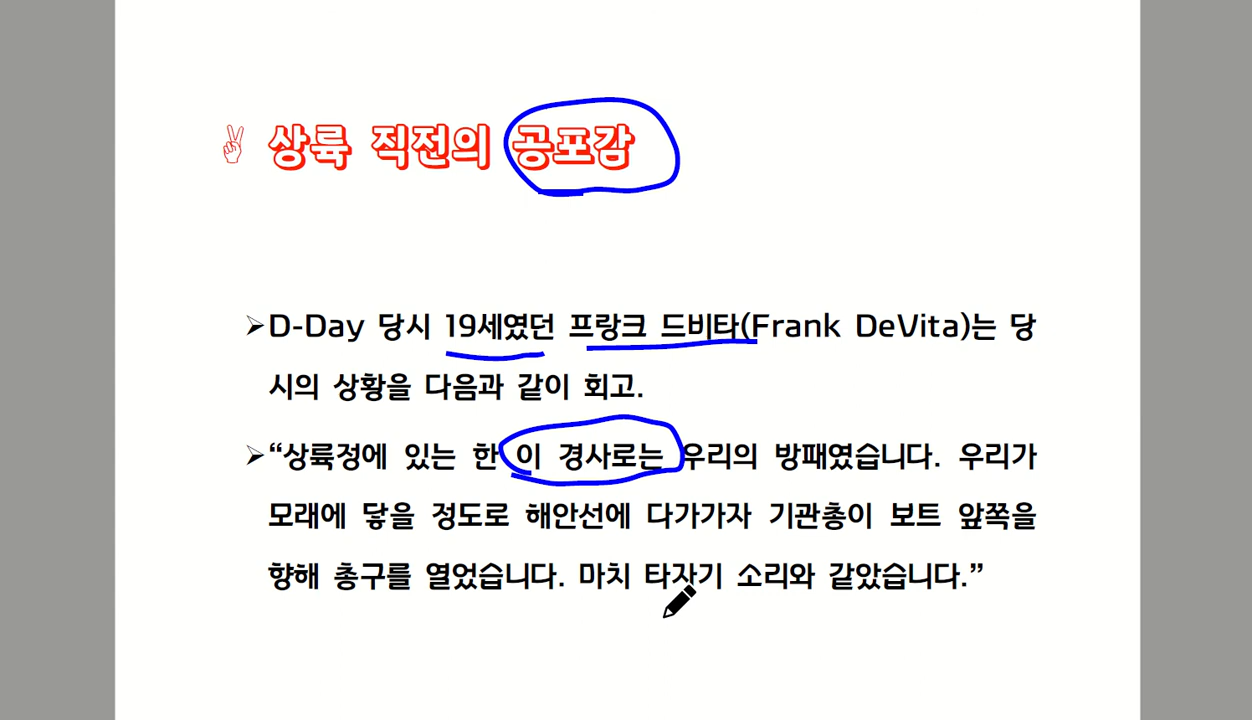 ✌ 상륙 직전의 공포감
➢D-Day 당시 19세였던 프랑크 드비타(Frank DeVita)는 당
시의 상황을 다음과 같이 회고.
➢“상륙정에 있는 한 이 경사로는 우리의 방패였습니다. 우리가
모래에 닿을 정도로 해안선에 다가가자 기관총이 보트 앞쪽을
향해 총구를 열었습니다. 마치 타자기 소리와 같았습니다.”